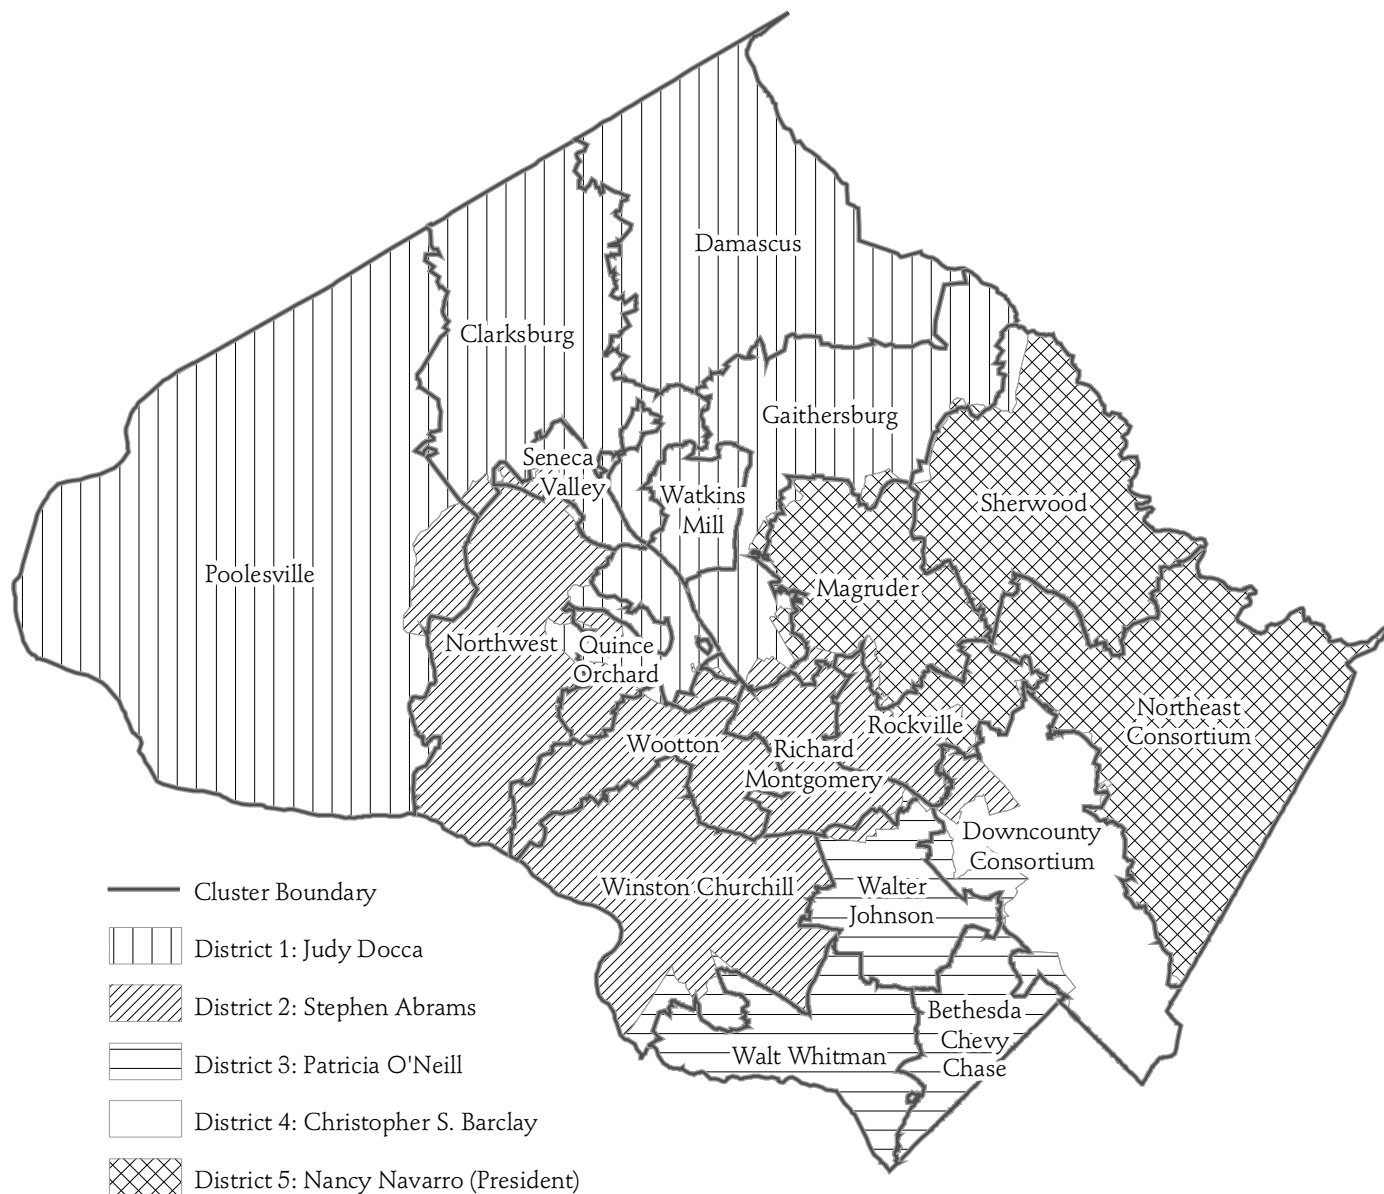 Damascus
Clarksburg
Gaithersburg
Seneca
Valley
Watkins
Mill
Sherwood
Poolesville
Magruder
Northwest
Quince
Orchard
Northeast
Consortium
Rockville
Wootton
Richard
Montgomery
Downcounty
Consortium
Winston Churchill
Walter
Johnson
Bethesda
Chevy
Chase
Walt Whitman
Cluster Boundary
District 1: Judy Docca
District 2: Stephen Abrams
District 3: Patricia O'Neill
District 4: Christopher S. Barclay
District 5: Nancy Navarro (President)